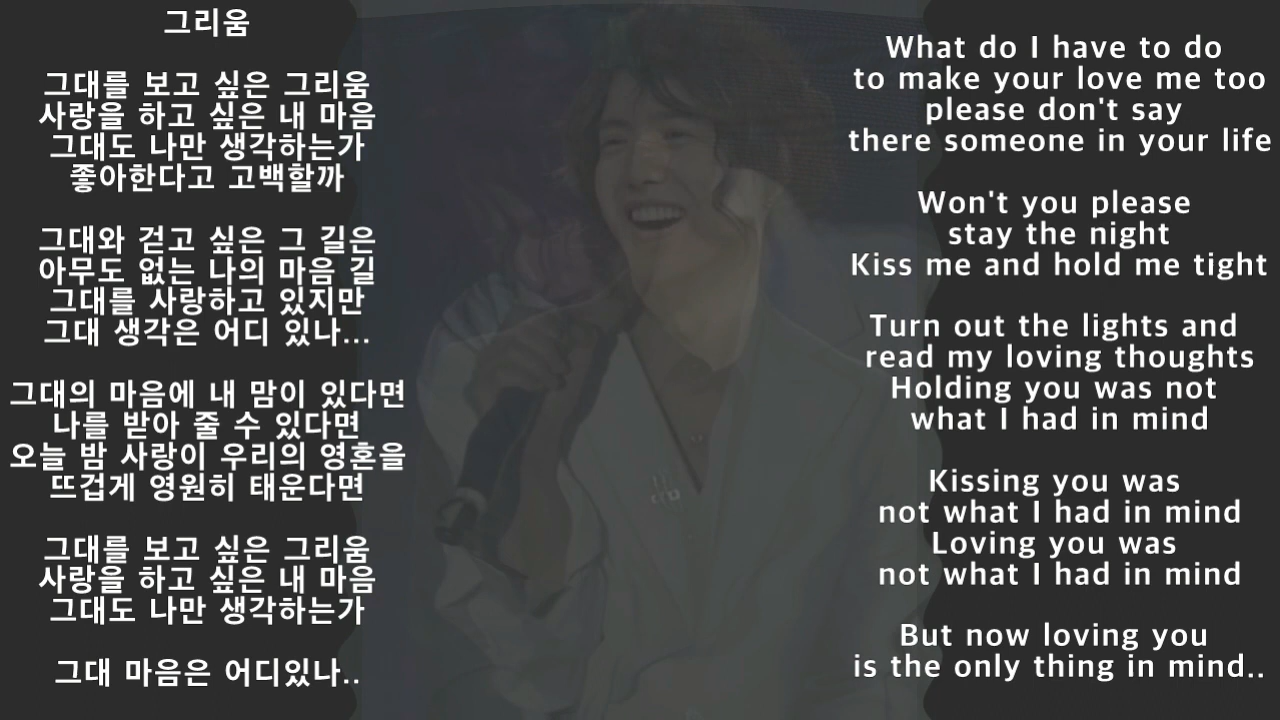 그리움
그대를 보고 싶은 그리움
사랑을 하고 싶은 내 마음
그대도 나만 생각하는가
좋아한다고 고백할까
그대와 걷고 싶은 그 길은
아무도 없는 나의 마음 길
그대를 사랑하고 있지만
그대 생각은 어디 있나...
그대의 마음에 내 맘이 있다면
나를 받아 줄 수 있다면
오늘 밤 사랑이 우리의 영혼을
뜨겁게 영원히 태운다면
그대를 보고 싶은 그리움
사랑을 하고 싶은 내 마음
그대도 나만 생각하는가
그대 마음은 어디있나..
What do I have to do
to make your love me too
please don't say
there someone in your life
Won't you please
stay the night
Kiss me and hold me tight
Turn out the lights and
read my loving thoughts
Holding you was not
what I had in mind
Kissing you was
not what I had in mind
Loving you was
not what I had in mind
But now loving you
is the only thing in mind..